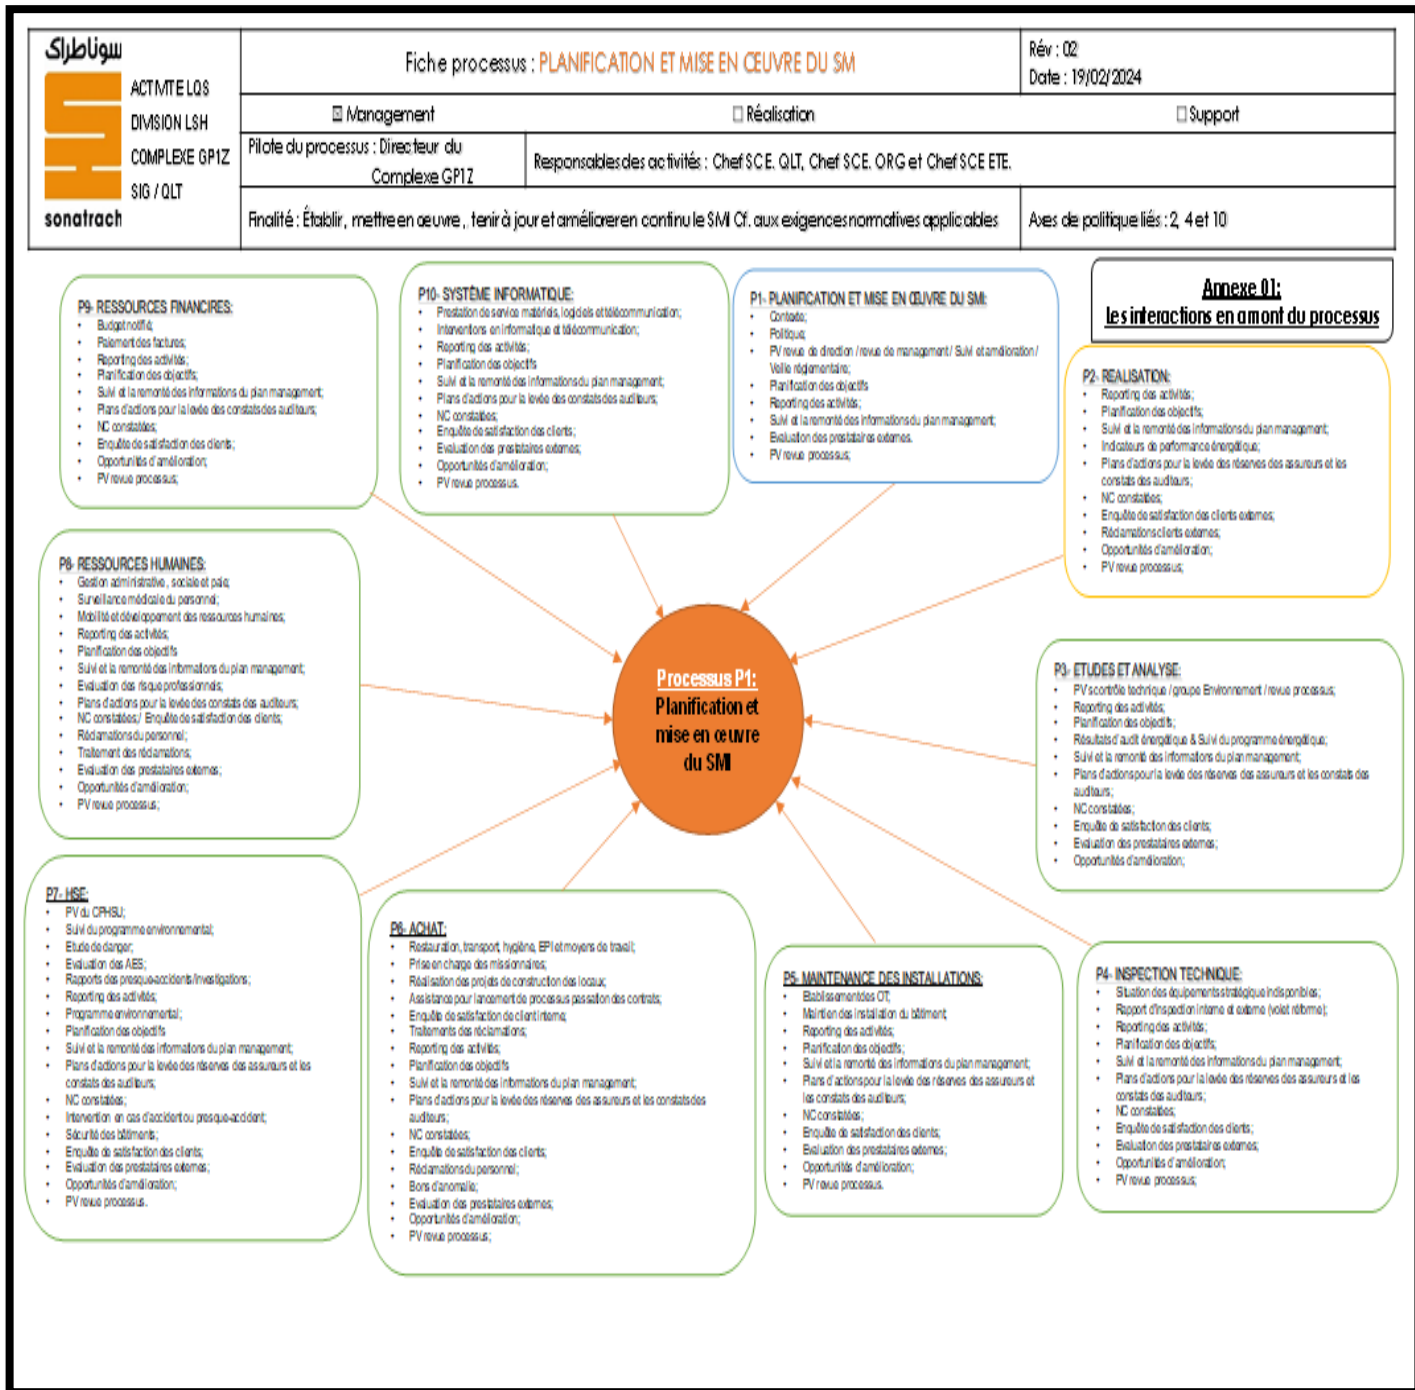 سوناطراك
ACTIVITE LQS
DIVISION LSH
COMPLEXE GP1Z
SIG / QLT
sonatrach
Fiche processus : PLANIFICATION ET MISE EN ŒUVRE DU SM
Rév : 02
Date : 19/02/2024
☒ Management
☐ Réalisation
☐ Support
Pilote du processus : Directeur du
Complexe GP1Z
Responsables des activités : Chef SCE. QLT, Chef SCE. ORG et Chef SCE ETE.
Finalité : Établir, mettre en œuvre , tenir à jour et améliorer en continu le SMI Cf. aux exigences normatives applicables
Axes de politique liés : 2, 4 et 10
Annexe 01:
Les interactions en amont du processus
P9- RESSOURCES FINANCIRES:
• Budget notifié;
• Paiement des factures;
• Reporting des activités;
• Planification des objectifs;
• Suivi et la remonté des informations du plan management;
• Plans d'actions pour la levée des constats des auditeurs;
• NC constatées;
• Enquête de satisfaction des clients;
• Opportunités d'amélioration;
• PV revue processus;
P10- SYSTÈME INFORMATIQUE:
• Prestation de service matériels, logiciels et télécommunication;
• Interventions en informatique et télécommunication;
• Reporting des activités;
• Planification des objectifs
• Suivi et la remonté des informations du plan management;
• Plans d'actions pour la levée des constats des auditeurs;
• NC constatées;
• Enquête de satisfaction des clients;
• Evaluation des prestataires externes;
• Opportunités d'amélioration;
• PV revue processus.
P1- PLANIFICATION ET MISE EN ŒUVRE DU SMI:
• Contexte;
• Politique;
• PV revue de direction / revue de management / Suivi et amélioration /
Veille réglementaire;
• Planification des objectifs
• Reporting des activités;
• Suivi et la remonté des informations du plan management;
• Evaluation des prestataires externes.
• PV revue processus;
P2- REALISATION:
• Reporting des activités;
• Planification des objectifs;
• Suivi et la remonté des informations du plan management;
• Indicateurs de performance énergétique;
• Plans d'actions pour la levée des réserves des assureurs et les
constats des auditeurs ;
• NC constatées;
• Enquête de satisfaction des clients externes;
• Réclamations clients externes;
• Opportunités d'amélioration;
• PV revue processus;
P8- RESSOURCES HUMAINES:
• Gestion administrative , sociale et paie;
• Surveillance médicale du personnel;
• Mobilité et développement des ressources humaines;
• Reporting des activités;
• Planification des objectifs
• Suivi et la remonté des informations du plan management;
• Evaluation des risque professionnels;
• Plans d'actions pour la levée des constats des auditeurs;
• NC constatées;/ Enquête de satisfaction des clients;
• Réclamations du personnel;
• Traitement des réclamations,
• Evaluation des prestataires externes;
• Opportunités d'amélioration;
• PV revue processus;
Processus P1:
Planification et
mise en œuvre
du SMI
P3- ETUDES ET ANALYSE:
• PV's contrôle technique / groupe Environnement / revue processus;
• Reporting des activités;
• Planification des objectifs;
• Résultats d'audit énergétique & Suivi du programme énergétique;
• Suivi et la remonté des informations du plan management;
• Plans d'actions pour la levée des réserves des assureurs et les constats des
auditeurs;
• NC constatées;
• Enquête de satisfaction des clients;
• Evaluation des prestataires externes;
• Opportunités d'amélioration;
P7- HSE:
• PV du CPHSU;
• Suivi du programme environnemental;
• Etude de danger;
• Evaluation des AES;
• Rapports des presque-accidents/investigations;
• Reporting des activités;
• Programme environnemental;
• Planification des objectifs
• Suivi et la remonté des informations du plan management;
• Plans d'actions pour la levée des réserves des assureurs et les
constats des auditeurs;
• NC constatées;
• Intervention en cas d'accident ou presque-accident;
• Sécurité des bâtiments;
• Enquête de satisfaction des clients;
• Evaluation des prestataires externes;
• Opportunités d'amélioration;
• PV revue processus.
P6- ACHAT:
• Restauration, transport, hygiène, EPI et moyens de travail;
• Prise en charge des missionnaires;
• Réalisation des projets de construction des locaux;
• Assistance pour lancement de processus passation des contrats;
• Enquête de satisfaction de client interne;
• Traitements des réclamations;
• Reporting des activités;
• Planification des objectifs
• Suivi et la remonté des informations du plan management;
• Plans d'actions pour la levée des réserves des assureurs et les constats des
auditeurs;
• NC constatées;
• Enquête de satisfaction des clients;
• Réclamations du personnel;
• Bons d'anomalie;
• Evaluation des prestataires externes;
• Opportunités d'amélioration;
• PV revue processus;
P5- MAINTENANCE DES INSTALLATIONS:
• Etablissement des OT;
• Maintien des installation du bâtiment;
• Reporting des activités;
• Planification des objectifs;
• Suivi et la remonté des informations du plan management;
• Plans d'actions pour la levée des réserves des assureurs et
les constats des auditeurs;
• NC constatées;
• Enquête de satisfaction des clients;
• Evaluation des prestataires externes;
• Opportunités d'amélioration;
• PV revue processus.
P4- INSPECTION TECHNIQUE:
• Situation des équipements stratégique indisponibles;
• Rapport d'inspection interne et externe (volet réforme);
• Reporting des activités;
• Planification des objectifs;
• Suivi et la remonté des informations du plan management;
• Plans d'actions pour la levée des réserves des assureurs et les
constats des auditeurs;
• NC constatées;
• Enquête de satisfaction des clients;
• Evaluation des prestataires externes;
• Opportunités d'amélioration;
• PV revue processus;